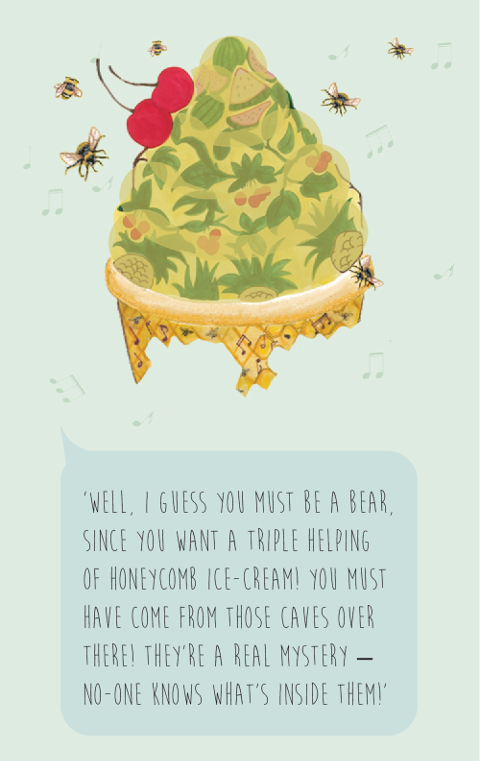 'WELL, I GUESS YOU MUST BE A BEAR,
SINCE YOU WANT A TRIPLE HELPING
OF HONEYCOMB ICE-CREAM! YOU MUST
HAVE COME FROM THOSE CAVES OVER
THERE! THEY'RE A REAL MYSTERY –
NO-ONE KNOWS WHAT'S INSIDE THEM!'